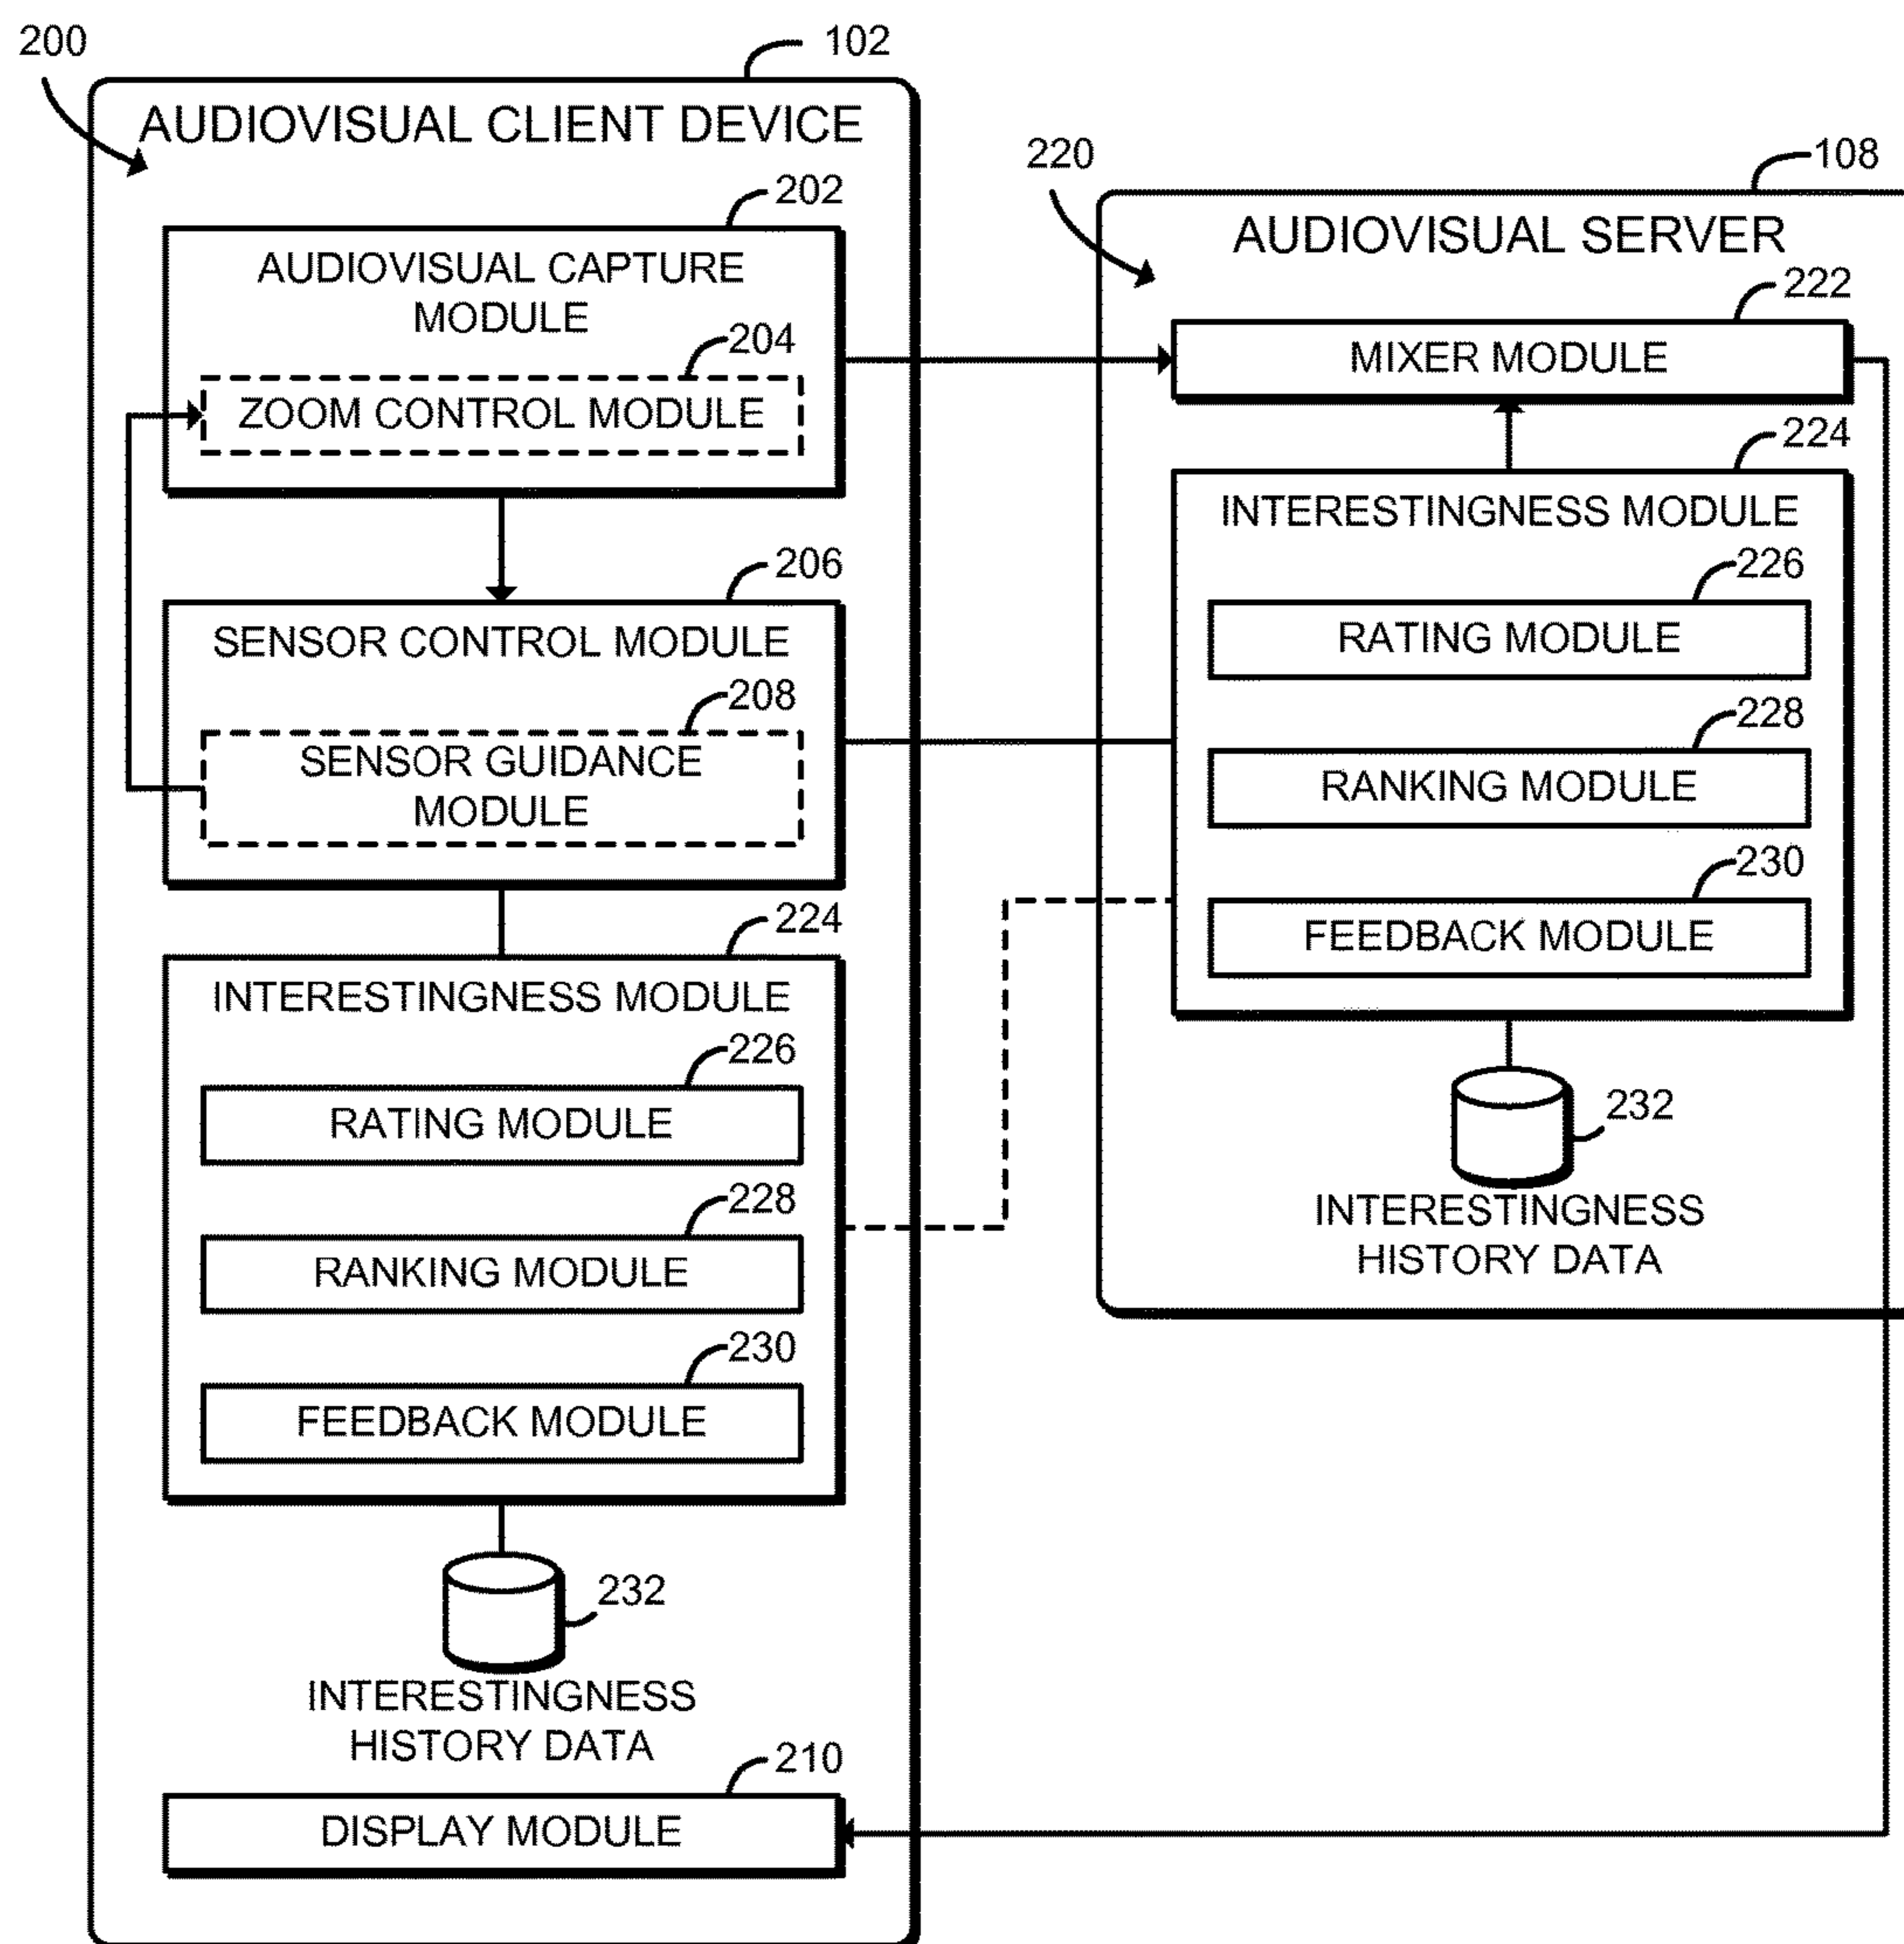 200
102
AUDIOVISUAL CLIENT DEVICE
202
AUDIOVISUAL CAPTURE
MODULE
204
ZOOM CONTROL MODULE
206
SENSOR CONTROL MODULE
208
SENSOR GUIDANCE
MODULE
224
INTERESTINGNESS MODULE
226
RATING MODULE
228
RANKING MODULE
230
FEEDBACK MODULE
232
INTERESTINGNESS
HISTORY DATA
210
DISPLAY MODULE
220
108
AUDIOVISUAL SERVER
222
MIXER MODULE
224
INTERESTINGNESS MODULE
226
RATING MODULE
228
RANKING MODULE
230
FEEDBACK MODULE
232
INTERESTINGNESS
HISTORY DATA